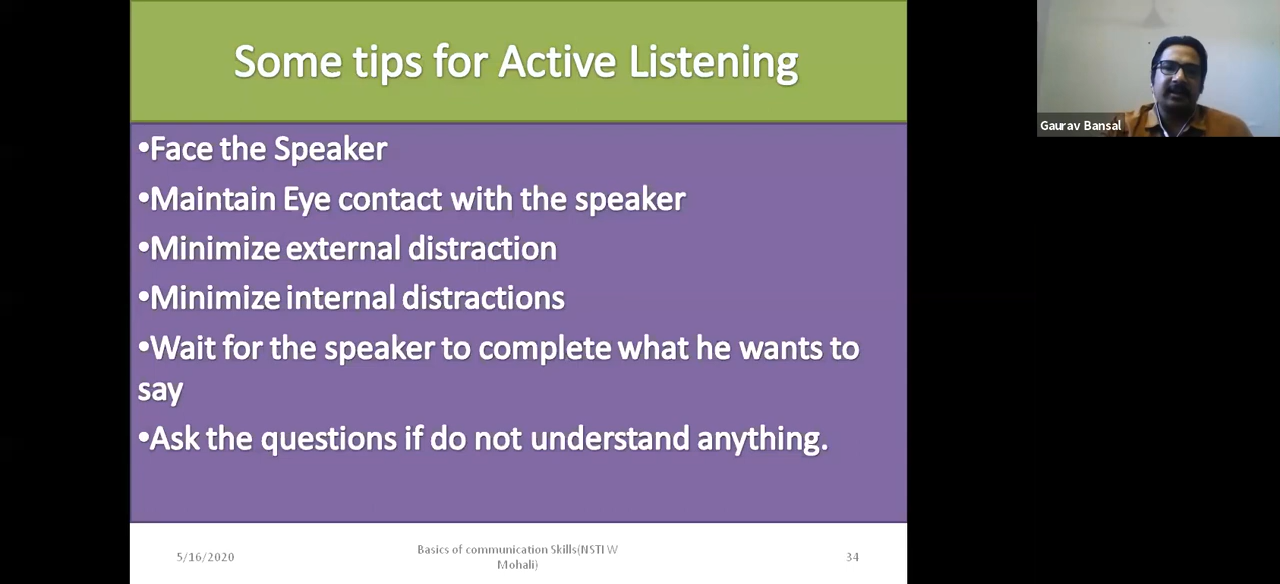 Some tips for Active Listening
•Face the Speaker
•Maintain Eye contact with the speaker
•Minimize external distraction
•Minimize internal distractions
•Wait for the speaker to complete what he wants to
say
•Ask the questions if do not understand anything.
5/16/2020
Basics of communication Skills(NSTI W
Mohali)
34
Gaurav Bansal